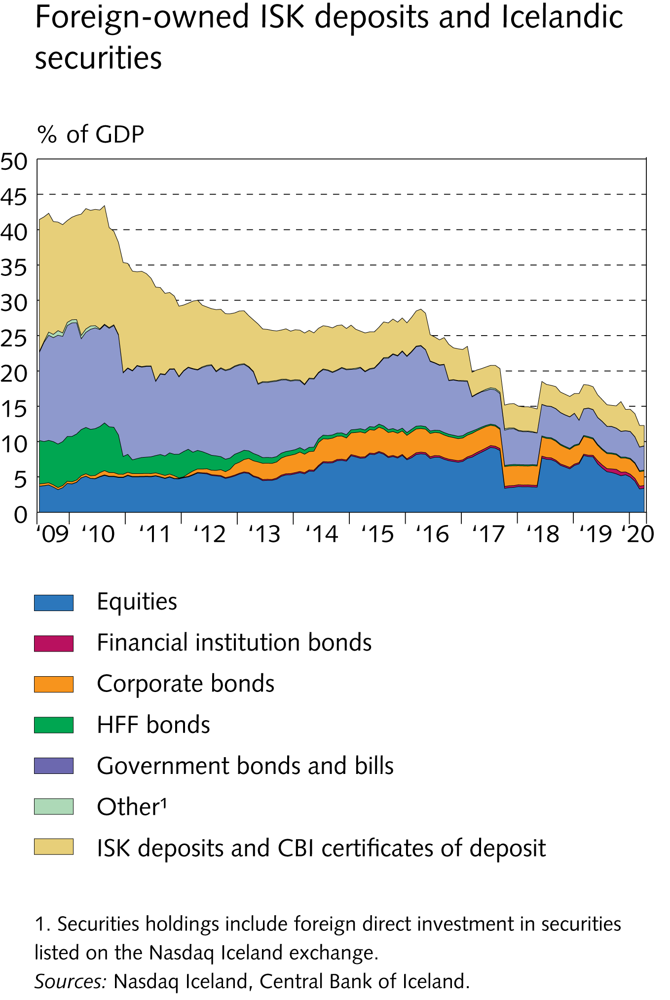 Foreign-owned ISK deposits and Icelandic
securities
% of GDP
50
45
40
35
30
25
20
15
10
5
0
‘09 ‘10 ‘11 ‘12 ‘13 ‘14 ‘15 ‘16 ‘17 ‘18 ‘19 ‘20
Equities
Financial institution bonds
Corporate bonds
HFF bonds
Government bonds and bills
Other¹
ISK deposits and CBI certificates of deposit
1. Securities holdings include foreign direct investment in securities
listed on the Nasdaq Iceland exchange.
Sources: Nasdaq Iceland, Central Bank of Iceland.